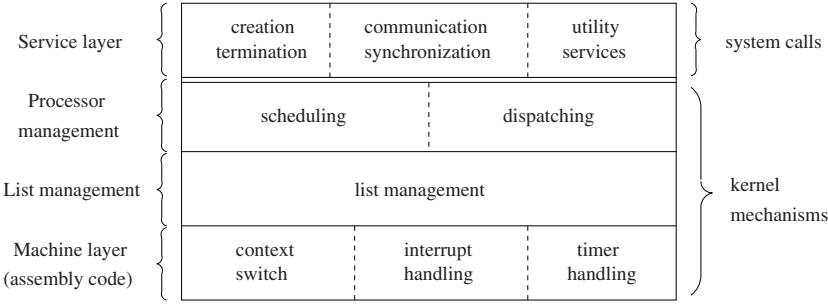 Service layer
creation
termination
communication
synchronization
utility
services
system calls
Processor
management
scheduling
dispatching
List management
list management
kernel
mechanisms
Machine layer
(assembly code)
context
switch
interrupt
handling
timer
handling